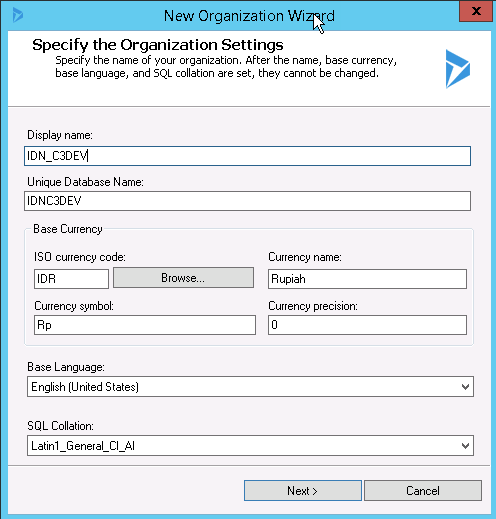 New Organization Wizard
x
Specify the Organization Settings
Specify the name of your organization. After the name, base currency,
base language, and SQL collation are set, they cannot be changed.
Display name:
IDN_C3DEV
Unique Database Name:
IDNC3DEV
Base Currency
ISO currency code:
Currency name:
IDR
Browse...
Rupiah
Currency symbol:
Currency precision:
Rp
0
Base Language:
English (United States)
SQL Collation:
Latin1_General_CI_AI
Next >
Cancel